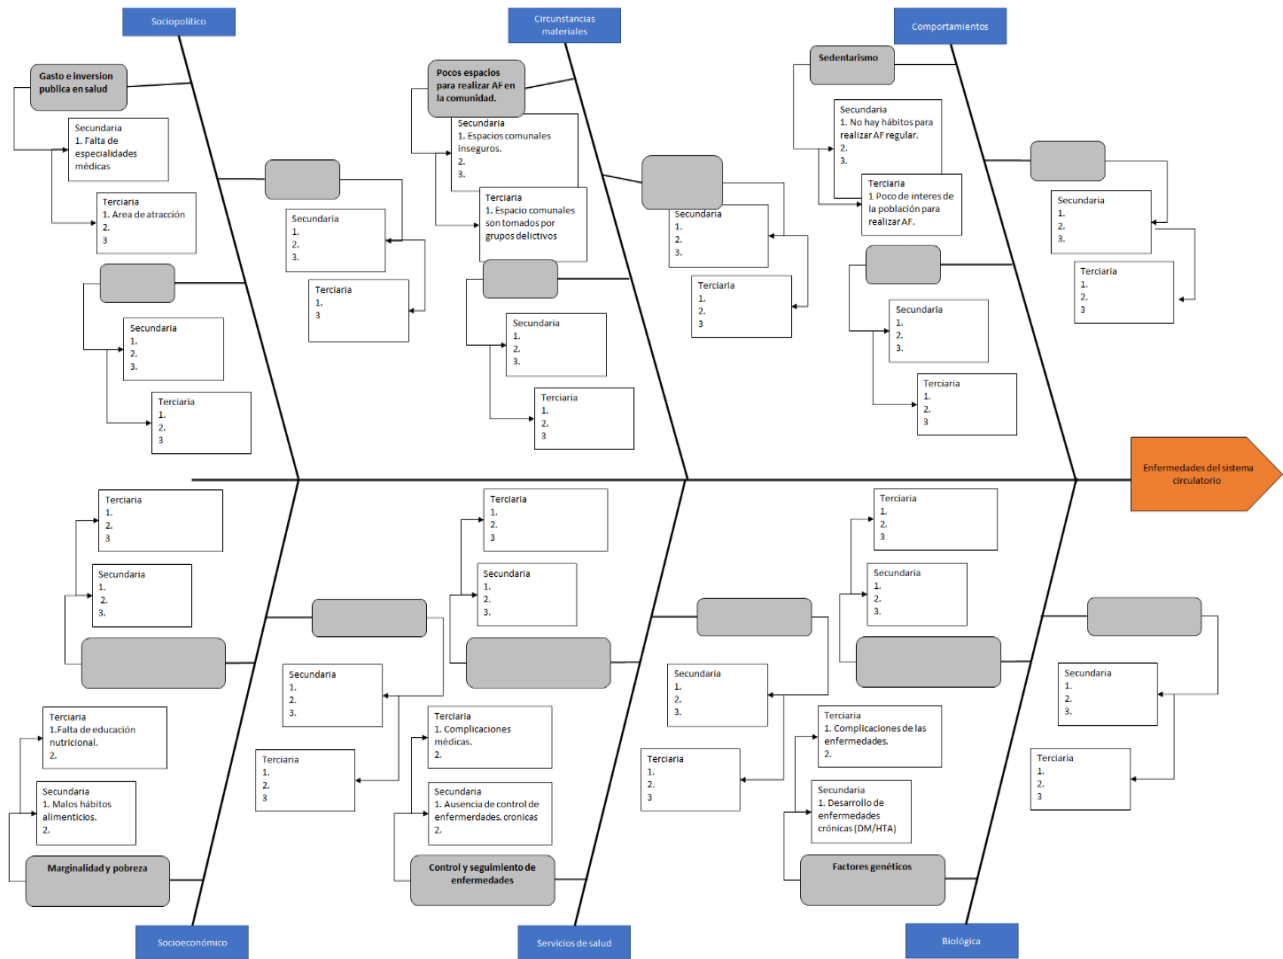 Sociopolítico
Gasto e inversion
publica en salud
Secundaria
1. Falta de
especialidades
médicas
Terciaria
1. Area de atracción
2.
3
Secundaria
1.
2.
3.
Terciaria
1.
3
Secundaria
1.
2.
3.
Terciaria
1.
2.
3
Circunstancias
materiales
Pocos espacios
para realizar AF en
la comunidad.
Secundaria
1. Espacios comunales
inseguros.
2.
3.
Terciaria
1. Espacio comunales
son tomados por
grupos delictivos
Secundaria
1.
2.
3.
Terciaria
1.
2.
3
Secundaria
1.
2.
3.
Terciaria
1.
2.
3
Comportamientos
Sedentarismo
Secundaria
1. No hay hábitos para
realizar AF regular.
2.
3.
Terciaria
1 Poco de interes de
la población para
realizar AF.
Secundaria
1.
2.
3.
Terciaria
1.
2.
3
Secundaria
1.
2.
3.
Terciaria
1.
2.
3
Enfermedades del sistema
circulatorio
Terciaria
1.
2.
3
Secundaria
1.
2.
3.
Secundaria
1.
2.
3.
Terciaria
1.
2.
3
Terciaria
1.Falta de educación
nutricional.
2.
Secundaria
1. Malos hábitos
alimenticios.
2.
Marginalidad y pobreza
Socioeconómico
Terciaria
1.
2.
3
Secundaria
1.
2.
3.
Secundaria
1.
2.
3.
Terciaria
1.
2.
3
Terciaria
1. Complicaciones
médicas.
2.
Secundaria
1. Ausencia de control de
enfermerdades. cronicas
2.
Control y seguimiento de
enfermedades
Servicios de salud
Terciaria
1.
2.
3
Secundaria
1.
2.
3.
Secundaria
1.
2.
3.
Terciaria
1.
2.
3
Terciaria
1. Complicaciones de las
enfermedades.
2.
Secundaria
1. Desarrollo de
enfermedades
crónicas (DM/HTA)
Factores genéticos
Biológica